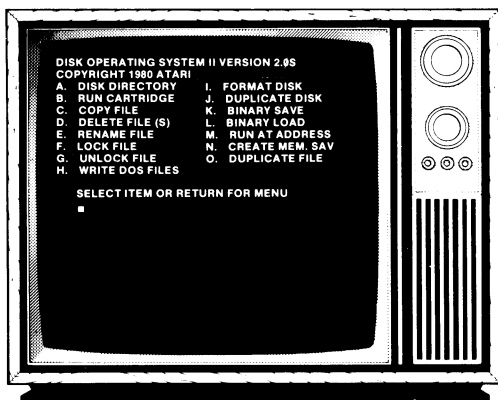 DISK OPERATING SYSTEM II VERSION 2.0S
COPYRIGHT 1980 ATARI
A. DISK DIRECTORY I. FORMAT DISK
B. RUN CARTRIDGE J. DUPLICATE DISK
C. COPY FILE K. BINARY SAVE
D. DELETE FILE (S) L. BINARY LOAD
E. RENAME FILE M. RUN AT ADDRESS
F. LOCK FILE N. CREATE MEM. SAV
G. UNLOCK FILE O. DUPLICATE FILE
H. WRITE DOS FILES
SELECT ITEM OR RETURN FOR MENU